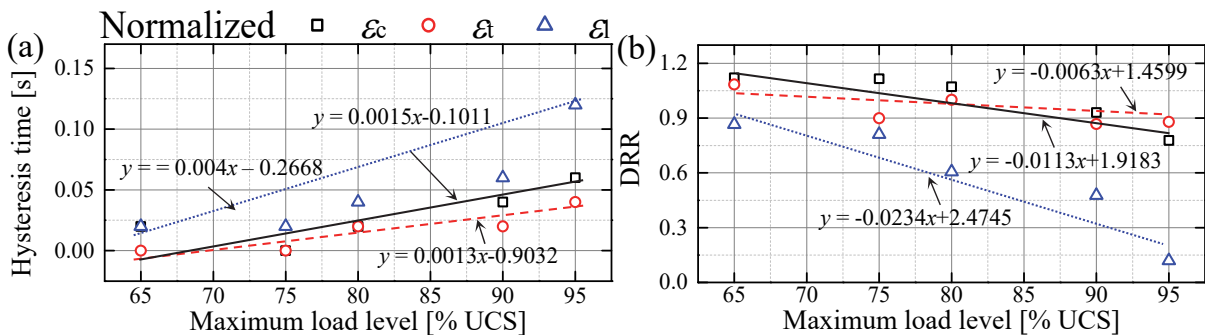 Normalized εc εt εl
(a)
Hysteresis time [s]
0.15
0.10
0.05
0.00
y = 0.0015x-0.1011
y = = 0.004x – 0.2668
y = 0.0013x-0.9032
65 70 75 80 85 90 95
Maximum load level [% UCS]
(b)
DRR
1.2
0.9
0.6
0.3
0.0
y = -0.0063x+1.4599
y = -0.0113x+1.9183
y = -0.0234x+2.4745
65 70 75 80 85 90 95
Maximum load level [% UCS]